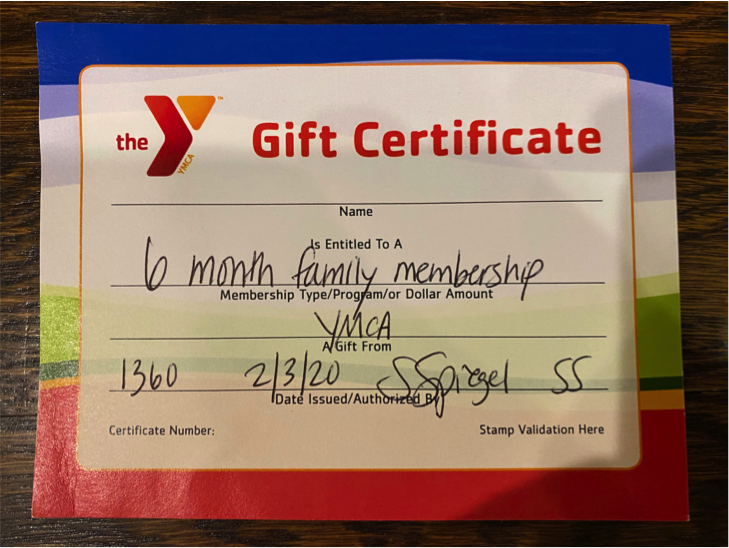 the YMCA ™ Gift Certificate
Name
Is Entitled To A
6 month family membership
Membership Type/Program/or Dollar Amount
YMCA
A Gift From
1360 2/3/20 SSpiegel SS
Date Issued/Authorized By
Certificate Number: Stamp Validation Here